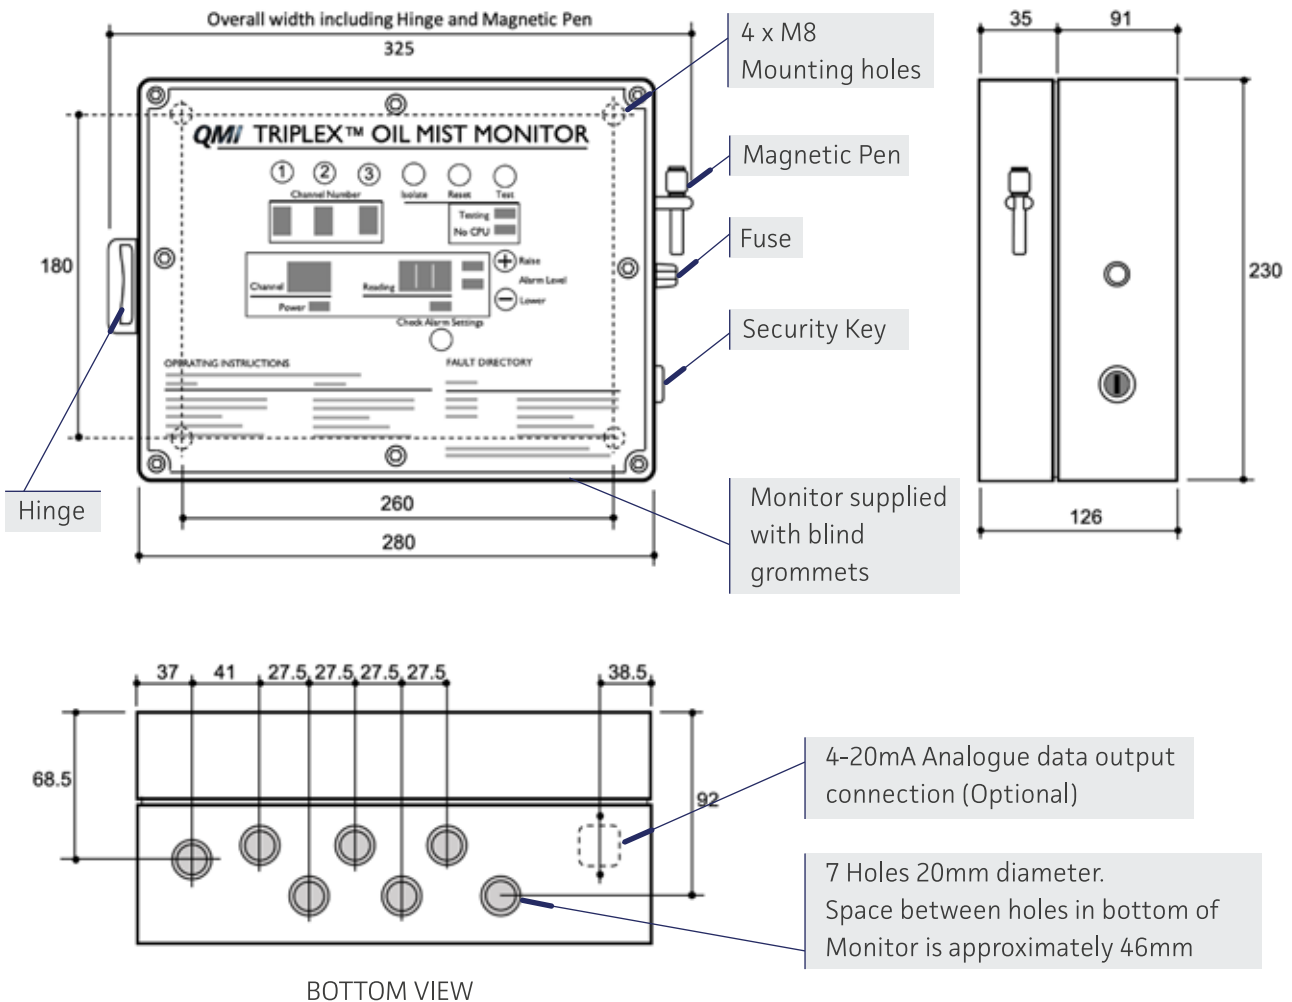 Overall width including Hinge and Magnetic Pen
325
4 x M8
Mounting holes
35
91
QMi TRIPLEX™ OIL MIST MONITOR
1
2
3
Channel Number
Isolate
Reset
Test
Testing
No CPU
Channel
Power
Reading
+
Raise
Alarm Level
−
Lower
Check Alarm Settings
OPERATING INSTRUCTIONS
FAULT DIRECTORY
Magnetic Pen
Fuse
Security Key
180
230
Hinge
260
280
Monitor supplied
with blind
grommets
126
37
41
27.5
27.5
27.5
27.5
38.5
68.5
92
4-20mA Analogue data output
connection (Optional)
7 Holes 20mm diameter.
Space between holes in bottom of
Monitor is approximately 46mm
BOTTOM VIEW